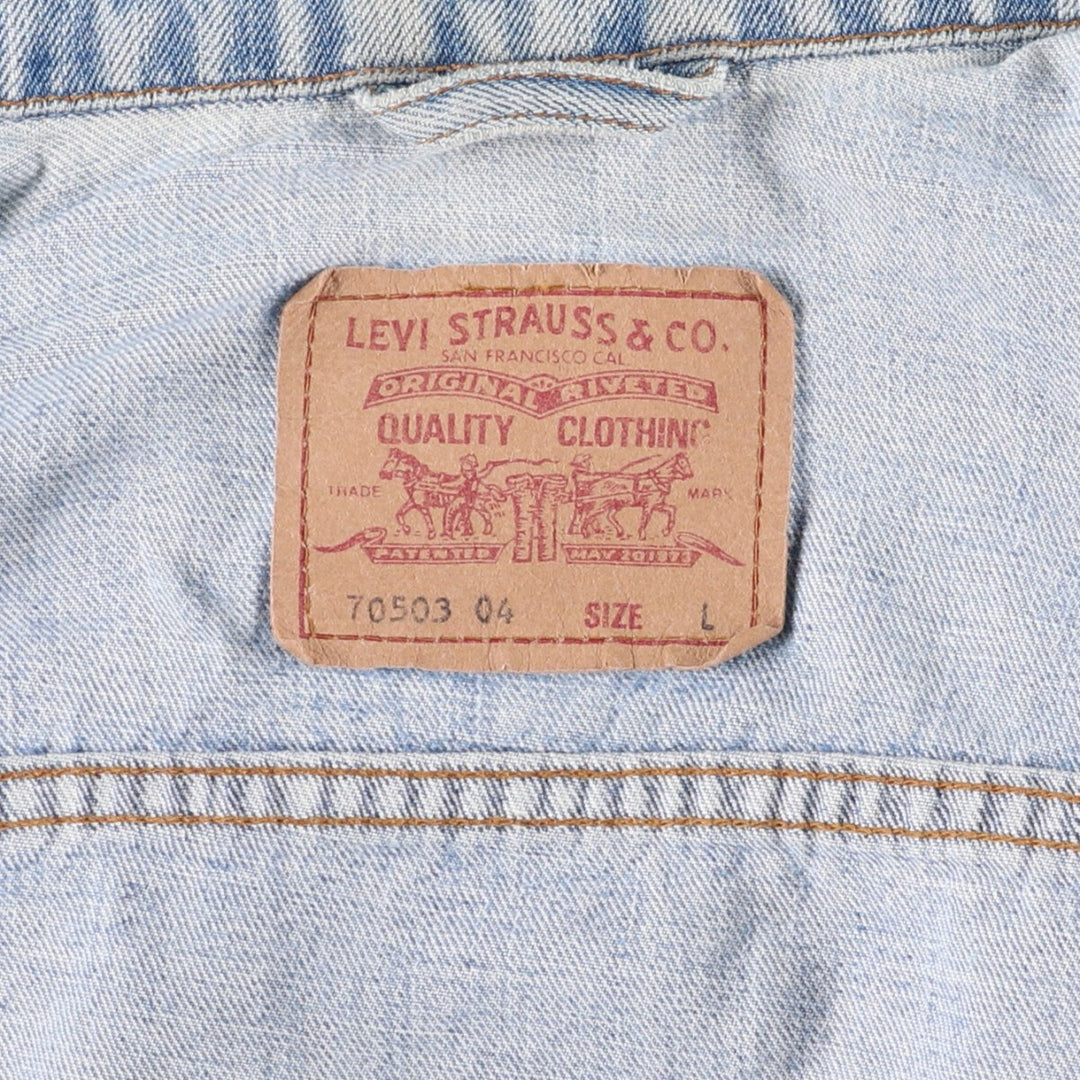 LEVI STRAUSS & CO.
SAN FRANCISCO CAL
ORIGINAL RIVETED
QUALITY CLOTHING
TRADE MARK
PATENTED MAY 20 1873
70503 04 SIZE L